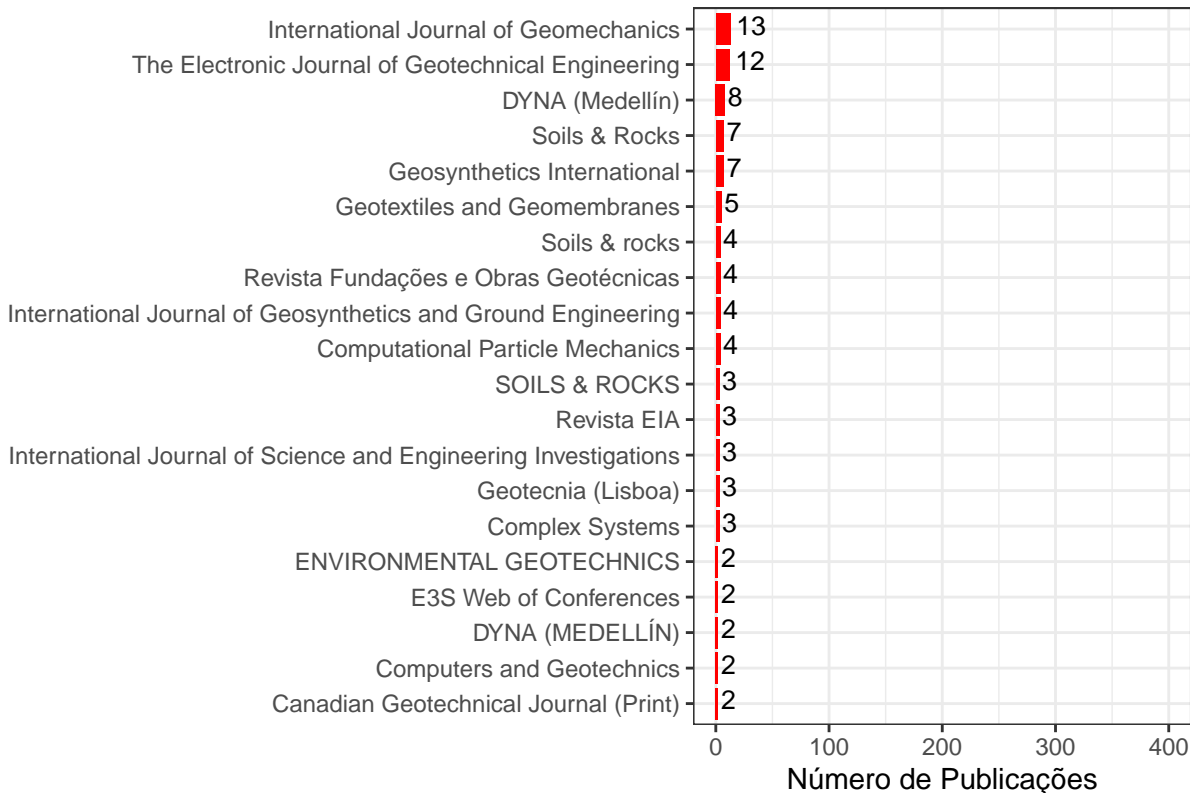 International Journal of Geomechanics 13
The Electronic Journal of Geotechnical Engineering 12
DYNA (Medellín) 8
Soils & Rocks 7
Geosynthetics International 7
Geotextiles and Geomembranes 5
Soils & rocks 4
Revista Fundações e Obras Geotécnicas 4
International Journal of Geosynthetics and Ground Engineering 4
Computational Particle Mechanics 4
SOILS & ROCKS 3
Revista EIA 3
International Journal of Science and Engineering Investigations 3
Geotecnia (Lisboa) 3
Complex Systems 3
ENVIRONMENTAL GEOTECHNICS 2
E3S Web of Conferences 2
DYNA (MEDELLÍN) 2
Computers and Geotechnics 2
Canadian Geotechnical Journal (Print) 2
0 100 200 300 400
Número de Publicações